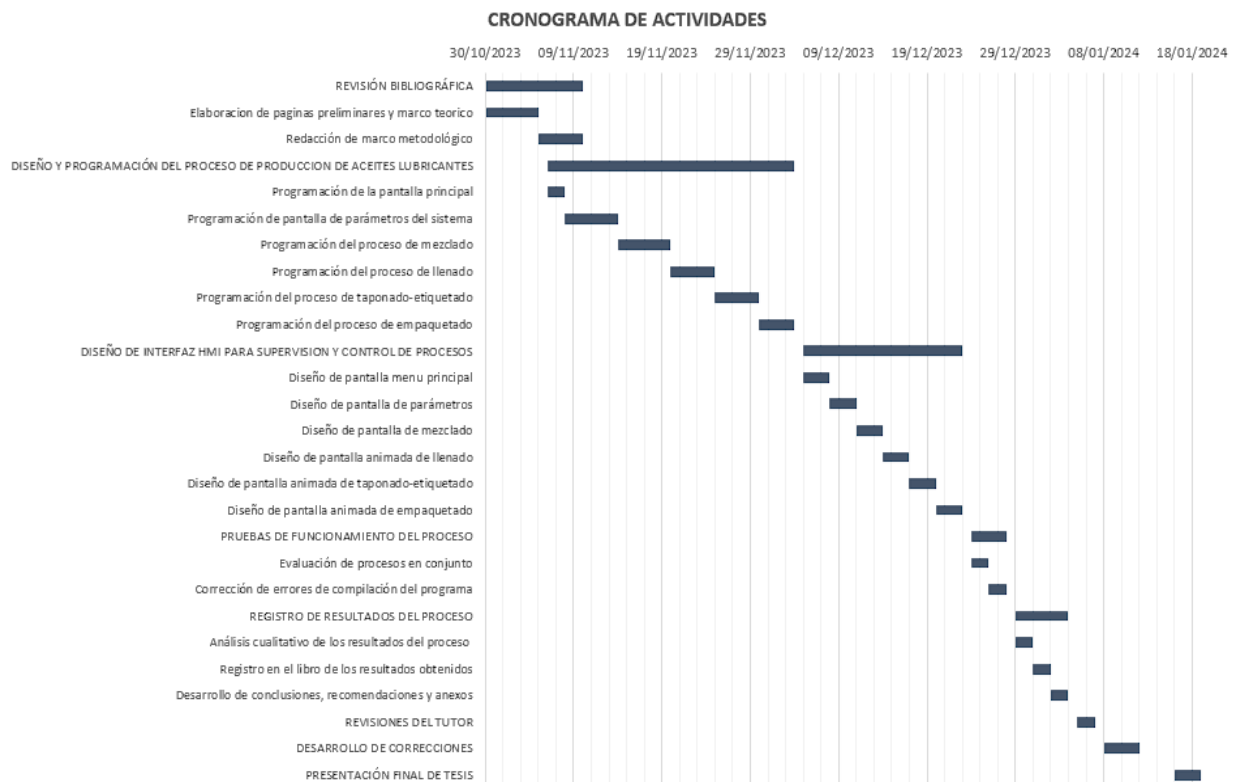 CRONOGRAMA DE ACTIVIDADES
30/10/2023 09/11/2023 19/11/2023 29/11/2023 09/12/2023 19/12/2023 29/12/2023 08/01/2024 18/01/2024
REVISIÓN BIBLIOGRÁFICA
Elaboracion de paginas preliminares y marco teorico
Redacción de marco metodológico
DISEÑO Y PROGRAMACIÓN DEL PROCESO DE PRODUCCION DE ACEITES LUBRICANTES
Programación de la pantalla principal
Programación de pantalla de parámetros del sistema
Programación del proceso de mezclado
Programación del proceso de llenado
Programación del proceso de taponado-etiquetado
Programación del proceso de empaquetado
DISEÑO DE INTERFAZ HMI PARA SUPERVISION Y CONTROL DE PROCESOS
Diseño de pantalla menu principal
Diseño de pantalla de parámetros
Diseño de pantalla de mezclado
Diseño de pantalla animada de llenado
Diseño de pantalla animada de taponado-etiquetado
Diseño de pantalla animada de empaquetado
PRUEBAS DE FUNCIONAMIENTO DEL PROCESO
Evaluación de procesos en conjunto
Corrección de errores de compilación del programa
REGISTRO DE RESULTADOS DEL PROCESO
Análisis cualitativo de los resultados del proceso
Registro en el libro de los resultados obtenidos
Desarrollo de conclusiones, recomendaciones y anexos
REVISIONES DEL TUTOR
DESARROLLO DE CORRECCIONES
PRESENTACIÓN FINAL DE TESIS